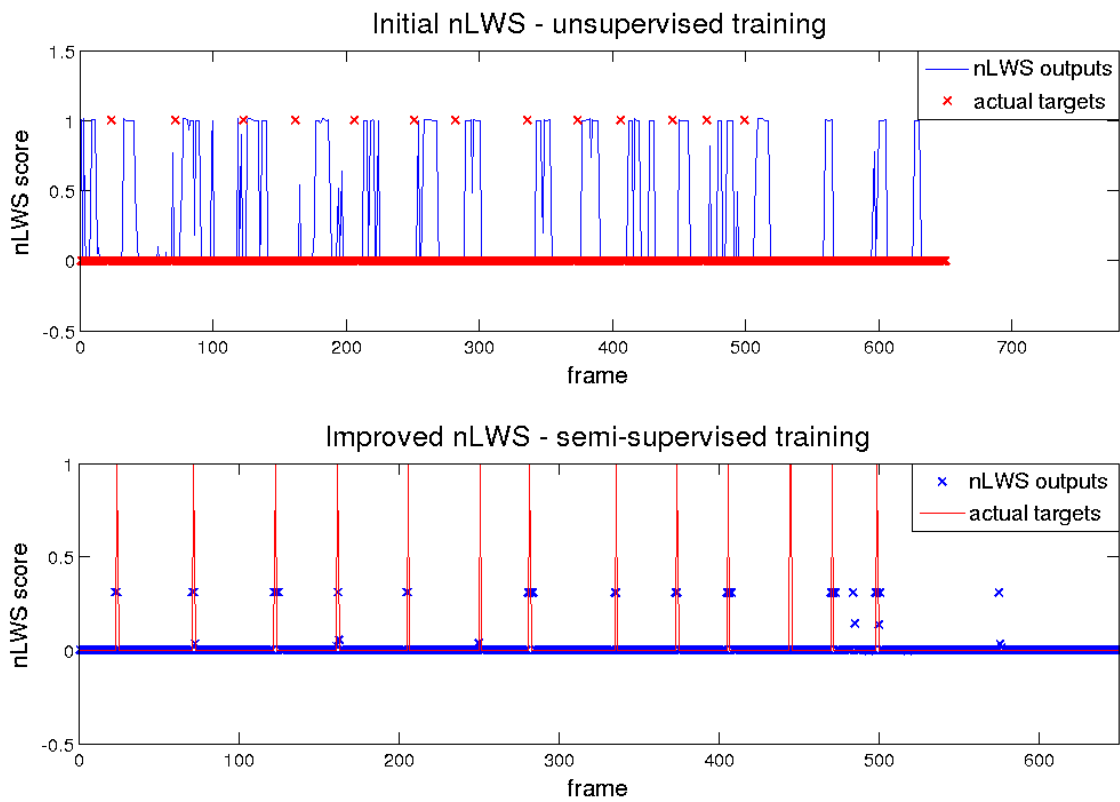 Initial nLWS - unsupervised training
1.5
1
0.5
0
-0.5
nLWS score
nLWS outputs
actual targets
0 100 200 300 400 500 600 700
frame
Improved nLWS - semi-supervised training
1
0.5
0
-0.5
nLWS score
nLWS outputs
actual targets
0 100 200 300 400 500 600
frame